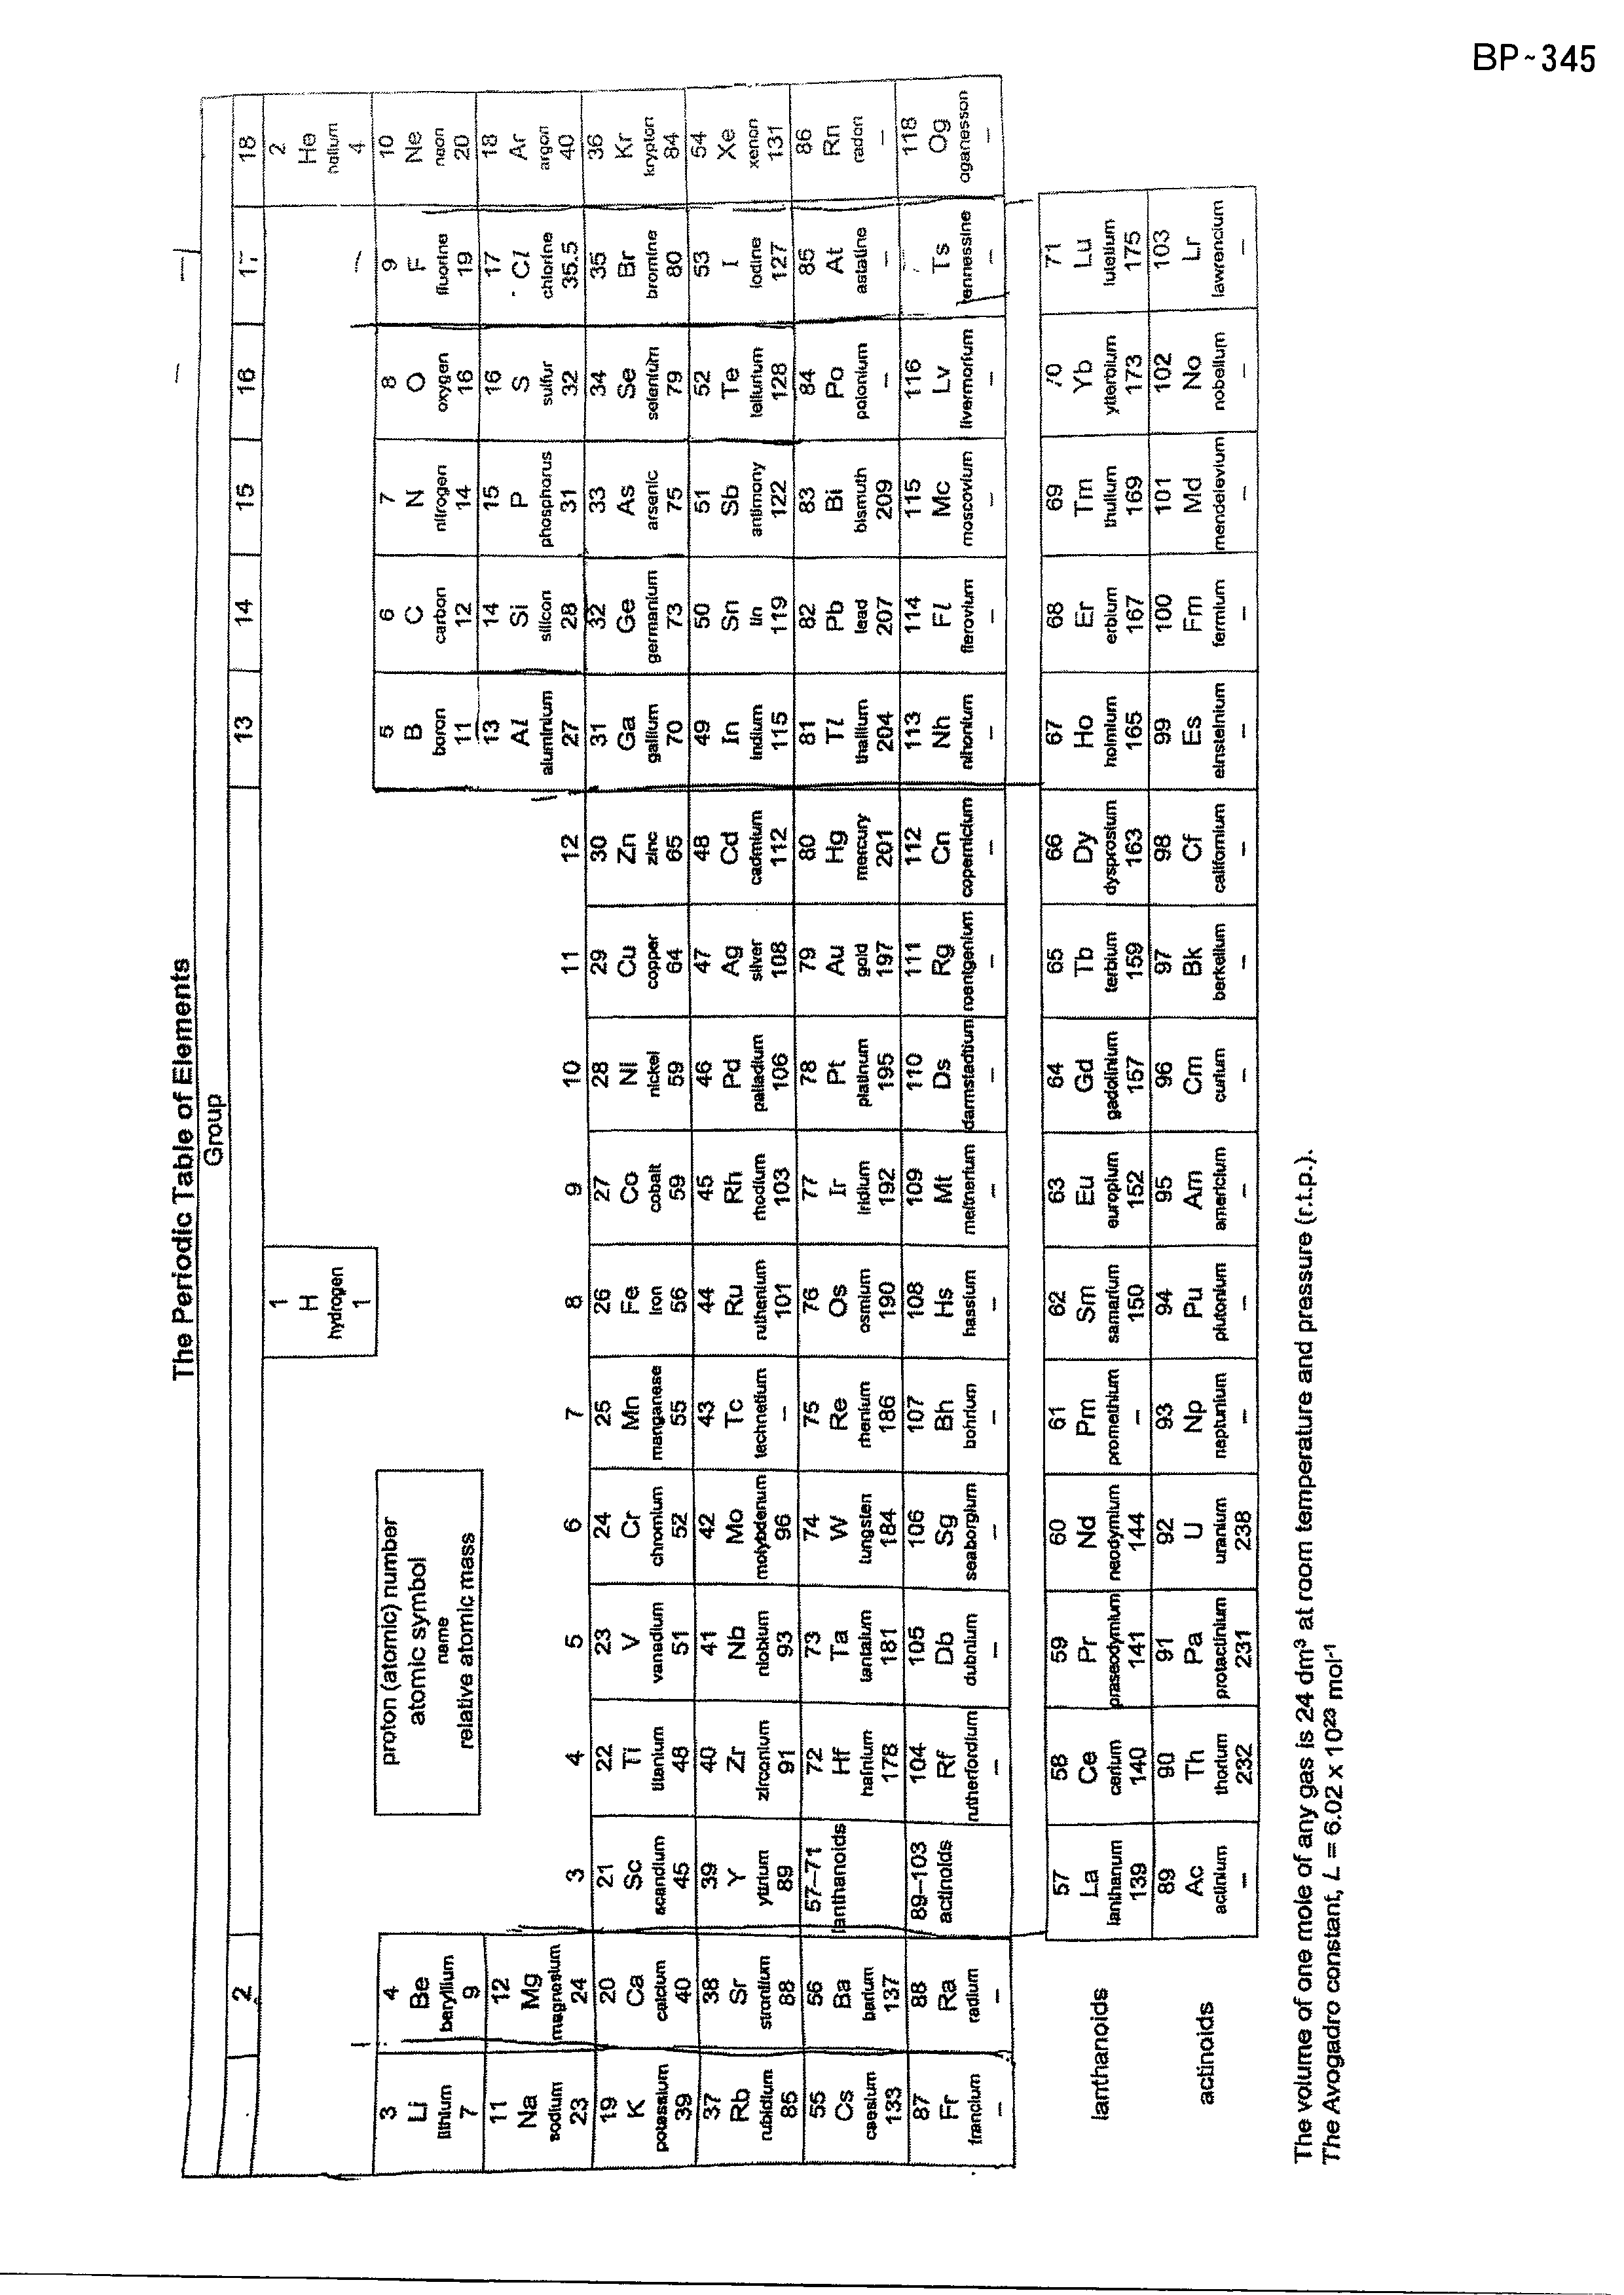 BP~345
The Periodic Table of Elements
Group
2 13 14 15 16 17 18
1 2
H He
hydrogen helium
1 4
proton (atomic) number
atomic symbol
name
relative atomic mass
3 4 5 6 7 8 9 10
Li Be B C N O F Ne
lithium beryllium boron carbon nitrogen oxygen fluorine neon
7 9 11 12 14 16 19 20
11 12 13 14 15 16 17 18
Na Mg Al Si P S Cl Ar
sodium magnesium aluminium silicon phosphorus sulfur chlorine argon
23 24 3 4 5 6 7 8 9 10 11 12 27 28 31 32 35.5 40
19 20 21 22 23 24 25 26 27 28 29 30 31 32 33 34 35 36
K Ca Sc Ti V Cr Mn Fe Co Ni Cu Zn Ga Ge As Se Br Kr
potassium calcium scandium titanium vanadium chromium manganese iron cobalt nickel copper zinc gallium germanium arsenic selenium bromine krypton
39 40 45 48 51 52 55 56 59 59 64 65 70 73 75 79 80 84
37 38 39 40 41 42 43 44 45 46 47 48 49 50 51 52 53 54
Rb Sr Y Zr Nb Mo Tc Ru Rh Pd Ag Cd In Sn Sb Te I Xe
rubidium strontium yttrium zirconium niobium molybdenum technetium ruthenium rhodium palladium silver cadmium indium tin antimony tellurium iodine xenon
85 88 89 91 93 96 – 101 103 106 108 112 115 119 122 128 127 131
55 56 57–71 72 73 74 75 76 77 78 79 80 81 82 83 84 85 86
Cs Ba lanthanoids Hf Ta W Re Os Ir Pt Au Hg Tl Pb Bi Po At Rn
caesium barium hafnium tantalum tungsten rhenium osmium iridium platinum gold mercury thallium lead bismuth polonium astatine radon
133 137 178 181 184 186 190 192 195 197 201 204 207 209 – – –
87 88 89–103 104 105 106 107 108 109 110 111 112 113 114 115 116 118
Fr Ra actinoids Rf Db Sg Bh Hs Mt Ds Rg Cn Nh Fl Mc Lv Ts Og
francium radium rutherfordium dubnium seaborgium bohrium hassium meitnerium darmstadtium roentgenium copernicium nihonium flerovium moscovium livermorium tennessine oganesson
– – – – – – – – – – – – – – – – –
57 58 59 60 61 62 63 64 65 66 67 68 69 70 71
lanthanoids La Ce Pr Nd Pm Sm Eu Gd Tb Dy Ho Er Tm Yb Lu
lanthanum cerium praseodymium neodymium promethium samarium europium gadolinium terbium dysprosium holmium erbium thulium ytterbium lutetium
139 140 141 144 – 150 152 157 159 163 165 167 169 173 175
89 90 91 92 93 94 95 96 97 98 99 100 101 102 103
actinoids Ac Th Pa U Np Pu Am Cm Bk Cf Es Fm Md No Lr
actinium thorium protactinium uranium neptunium plutonium americium curium berkelium californium einsteinium fermium mendelevium nobelium lawrencium
– 232 231 238 – – – – – – – – – – –
The volume of one mole of any gas is 24 dm³ at room temperature and pressure (r.t.p.).
The Avogadro constant, L = 6.02 x 10²³ mol⁻¹